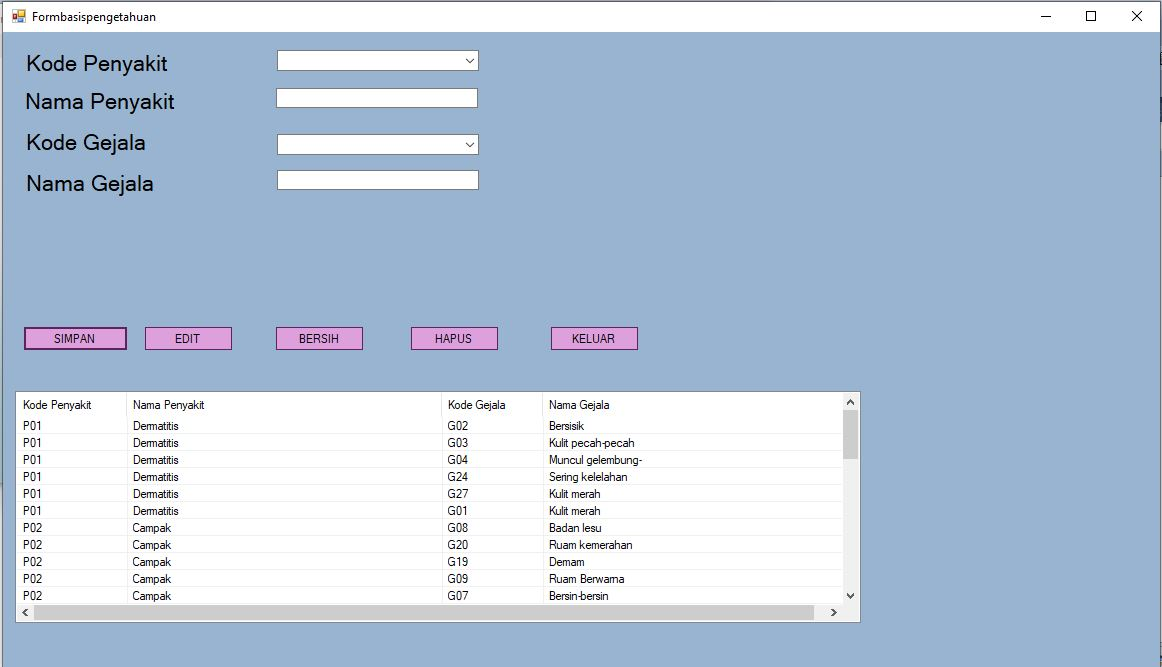 Formbasispengetahuan
Kode Penyakit
Nama Penyakit
Kode Gejala
Nama Gejala
SIMPAN EDIT BERSIH HAPUS KELUAR
Kode Penyakit Nama Penyakit Kode Gejala Nama Gejala
P01 Dermatitis G02 Bersisik
P01 Dermatitis G03 Kulit pecah-pecah
P01 Dermatitis G04 Muncul gelembung-
P01 Dermatitis G24 Sering kelelahan
P01 Dermatitis G27 Kulit merah
P01 Dermatitis G01 Kulit merah
P02 Campak G08 Badan lesu
P02 Campak G20 Ruam kemerahan
P02 Campak G19 Demam
P02 Campak G09 Ruam Berwarna
P02 Campak G07 Bersin-bersin